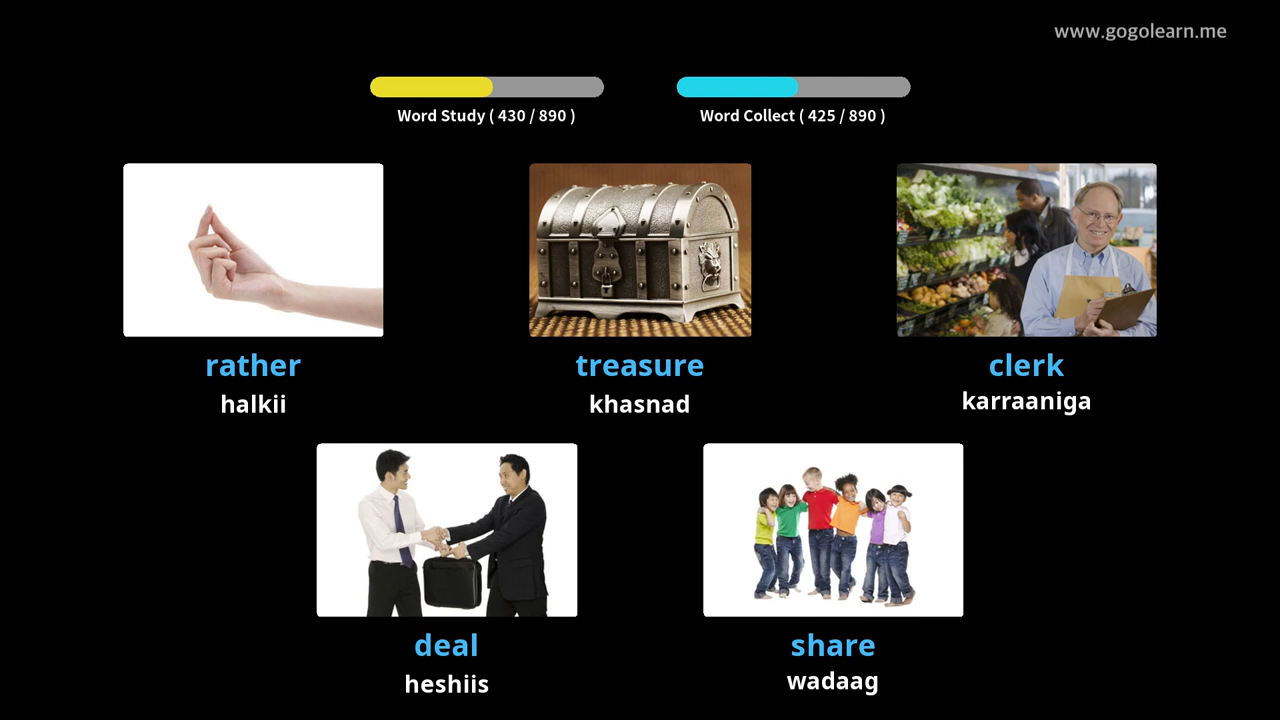 www.gogolearn.me
Word Study ( 430 / 890 )
Word Collect ( 425 / 890 )
rather
halkii
treasure
khasnad
clerk
karraaniga
deal
heshiis
share
wadaag